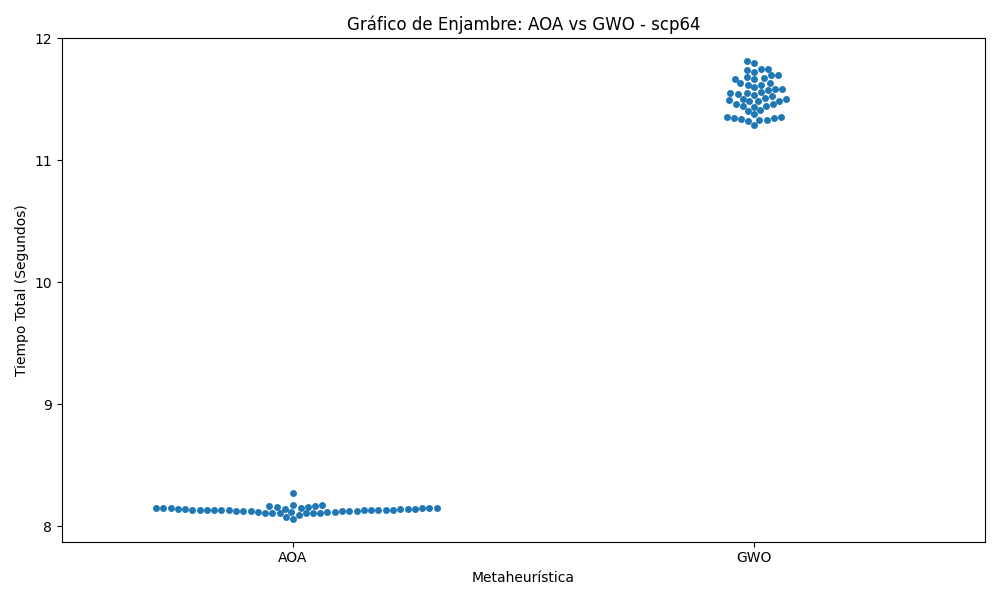 Gráfico de Enjambre: AOA vs GWO - scp64
12
11
10
9
8
Tiempo Total (Segundos)
AOA
GWO
Metaheurística